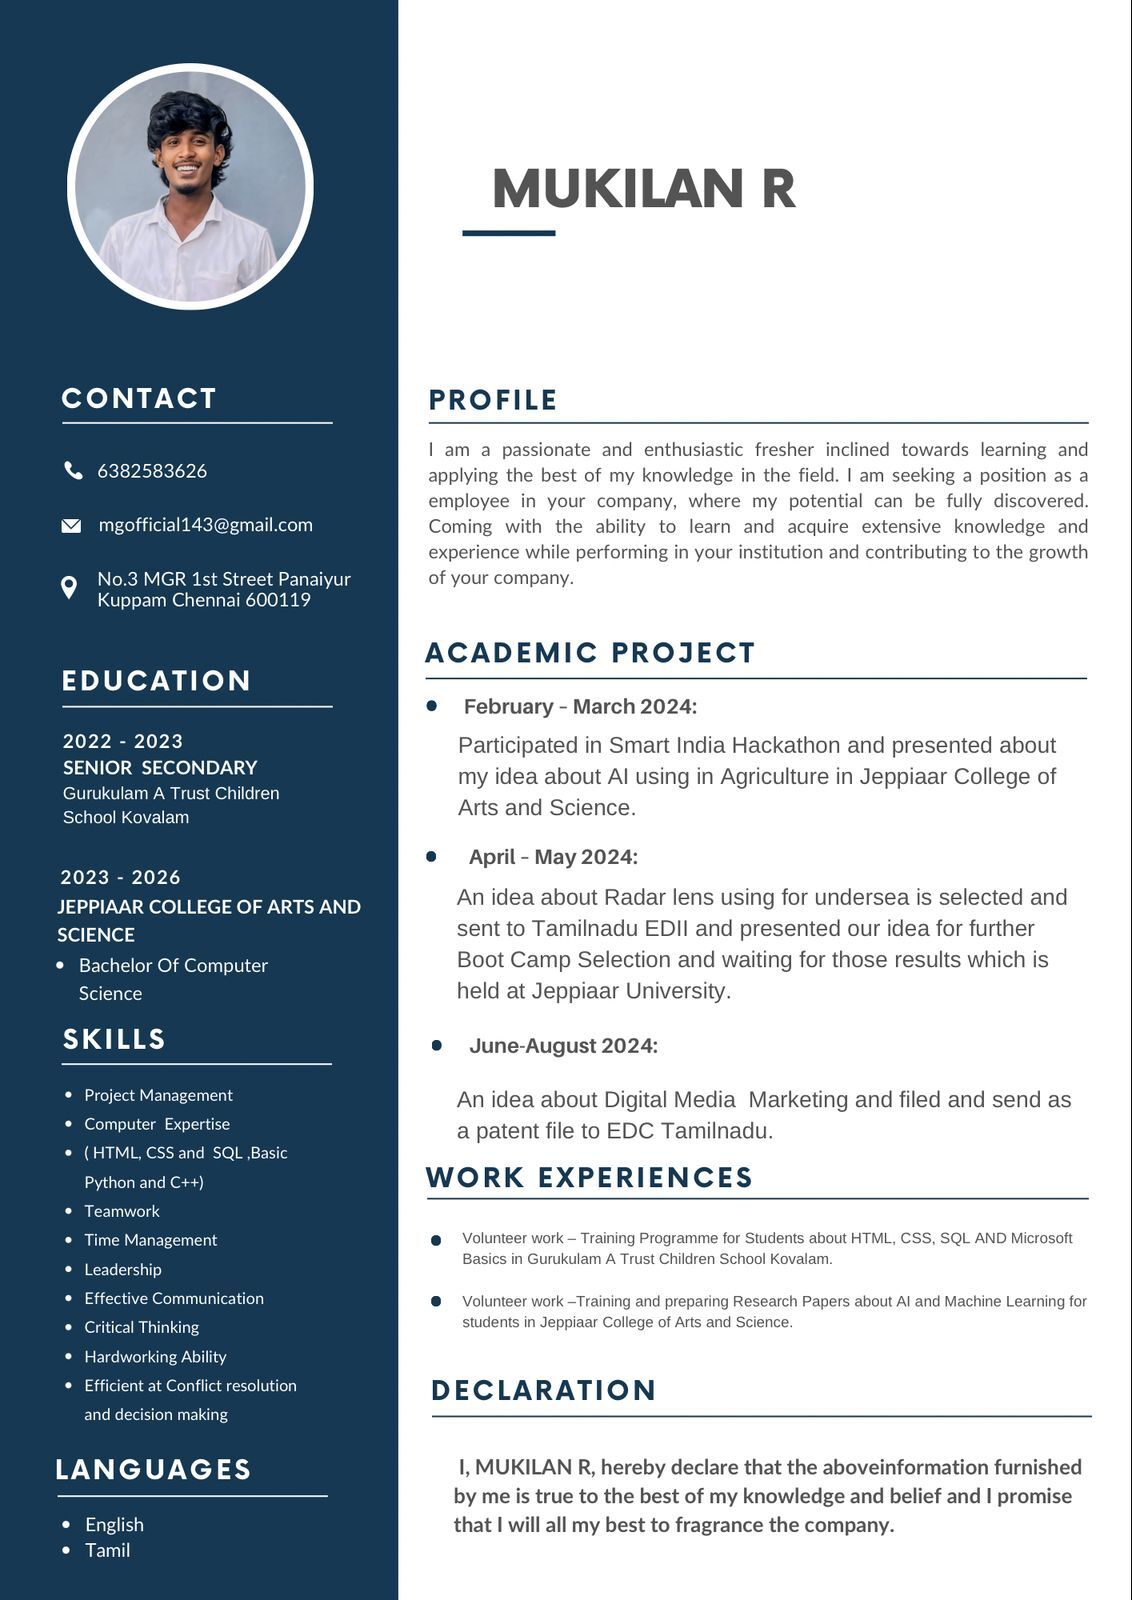 MUKILAN R
CONTACT
6382583626
mgofficial143@gmail.com
No.3 MGR 1st Street Panaiyur
Kuppam Chennai 600119
EDUCATION
2022 - 2023
SENIOR SECONDARY
Gurukulam A Trust Children
School Kovalam
2023 - 2026
JEPPIAAR COLLEGE OF ARTS AND
SCIENCE
Bachelor Of Computer
Science
SKILLS
Project Management
Computer Expertise
( HTML, CSS and SQL ,Basic
Python and C++)
Teamwork
Time Management
Leadership
Effective Communication
Critical Thinking
Hardworking Ability
Efficient at Conflict resolution
and decision making
LANGUAGES
English
Tamil
PROFILE
I am a passionate and enthusiastic fresher inclined towards learning and
applying the best of my knowledge in the field. I am seeking a position as a
employee in your company, where my potential can be fully discovered.
Coming with the ability to learn and acquire extensive knowledge and
experience while performing in your institution and contributing to the growth
of your company.
ACADEMIC PROJECT
February – March 2024:
Participated in Smart India Hackathon and presented about
my idea about AI using in Agriculture in Jeppiaar College of
Arts and Science.
April – May 2024:
An idea about Radar lens using for undersea is selected and
sent to Tamilnadu EDII and presented our idea for further
Boot Camp Selection and waiting for those results which is
held at Jeppiaar University.
June-August 2024:
An idea about Digital Media Marketing and filed and send as
a patent file to EDC Tamilnadu.
WORK EXPERIENCES
Volunteer work – Training Programme for Students about HTML, CSS, SQL AND Microsoft
Basics in Gurukulam A Trust Children School Kovalam.
Volunteer work –Training and preparing Research Papers about AI and Machine Learning for
students in Jeppiaar College of Arts and Science.
DECLARATION
I, MUKILAN R, hereby declare that the aboveinformation furnished
by me is true to the best of my knowledge and belief and I promise
that I will all my best to fragrance the company.